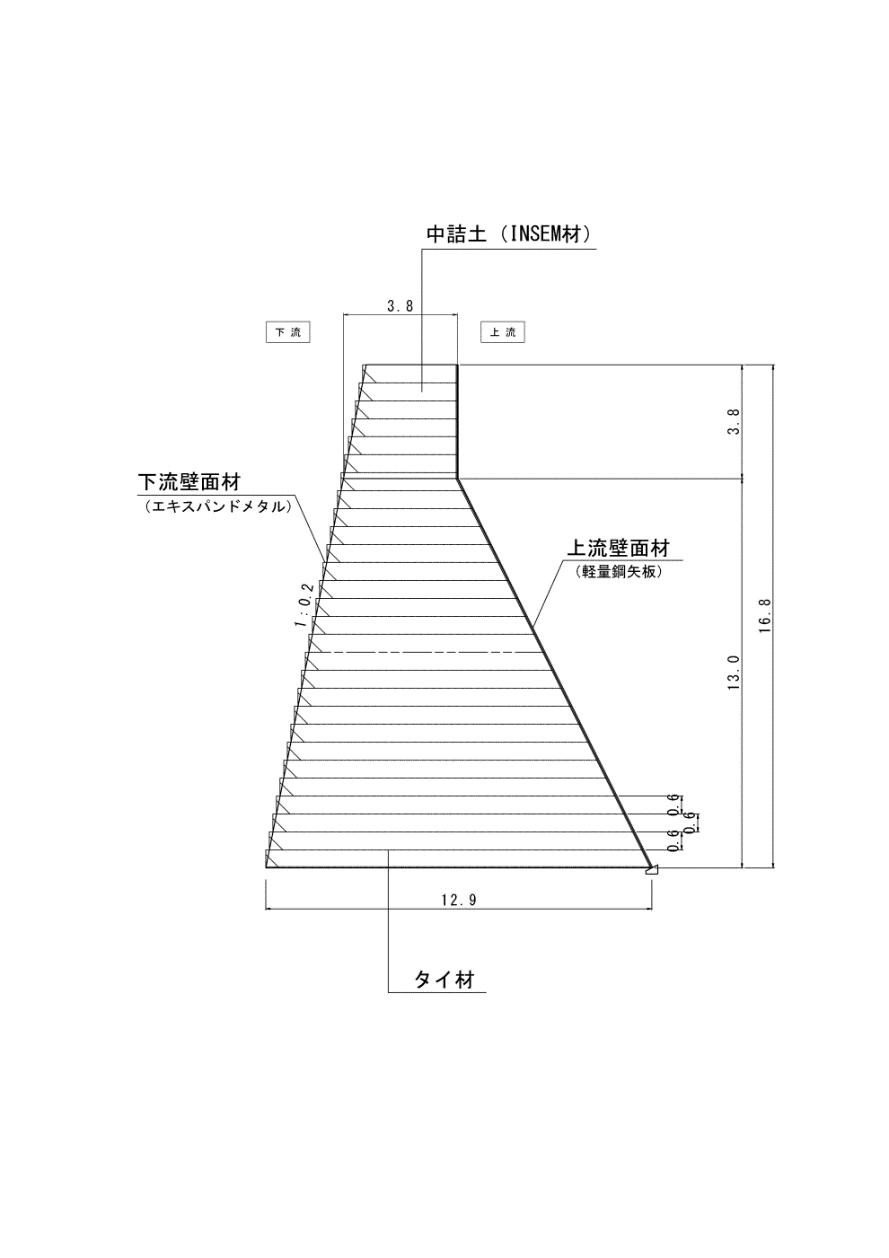 中詰土（INSEM材）
3.8
下 流
上 流
3.8
下流壁面材
（エキスパンドメタル）
上流壁面材
（軽量鋼矢板）
1：0.2
16.8
13.0
0.6
0.6
0.6
12.9
タイ材